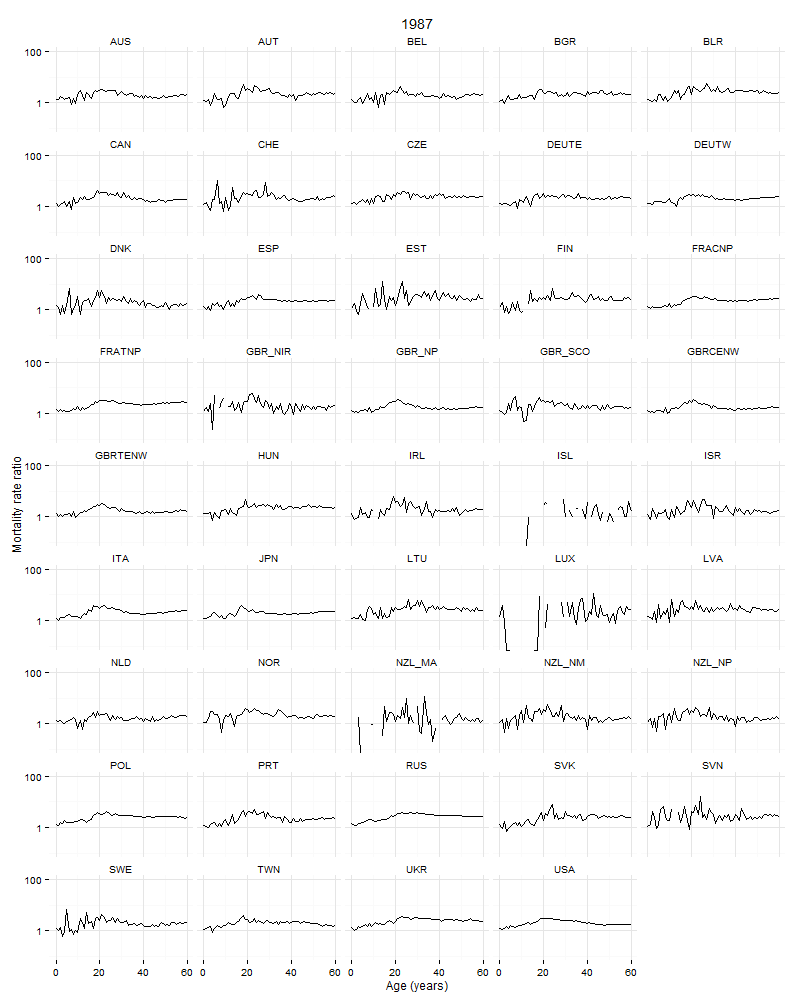 1987
AUS AUT BEL BGR BLR
100
1
CAN CHE CZE DEUTE DEUTW
100
1
DNK ESP EST FIN FRACNP
100
1
FRATNP GBR_NIR GBR_NP GBR_SCO GBRCENW
100
1
GBRTENW HUN IRL ISL ISR
100
1
ITA JPN LTU LUX LVA
100
1
NLD NOR NZL_MA NZL_NM NZL_NP
100
1
POL PRT RUS SVK SVN
100
1
SWE TWN UKR USA
100
1
0 20 40 60 0 20 40 60 0 20 40 60 0 20 40 60
Age (years)
Mortality rate ratio